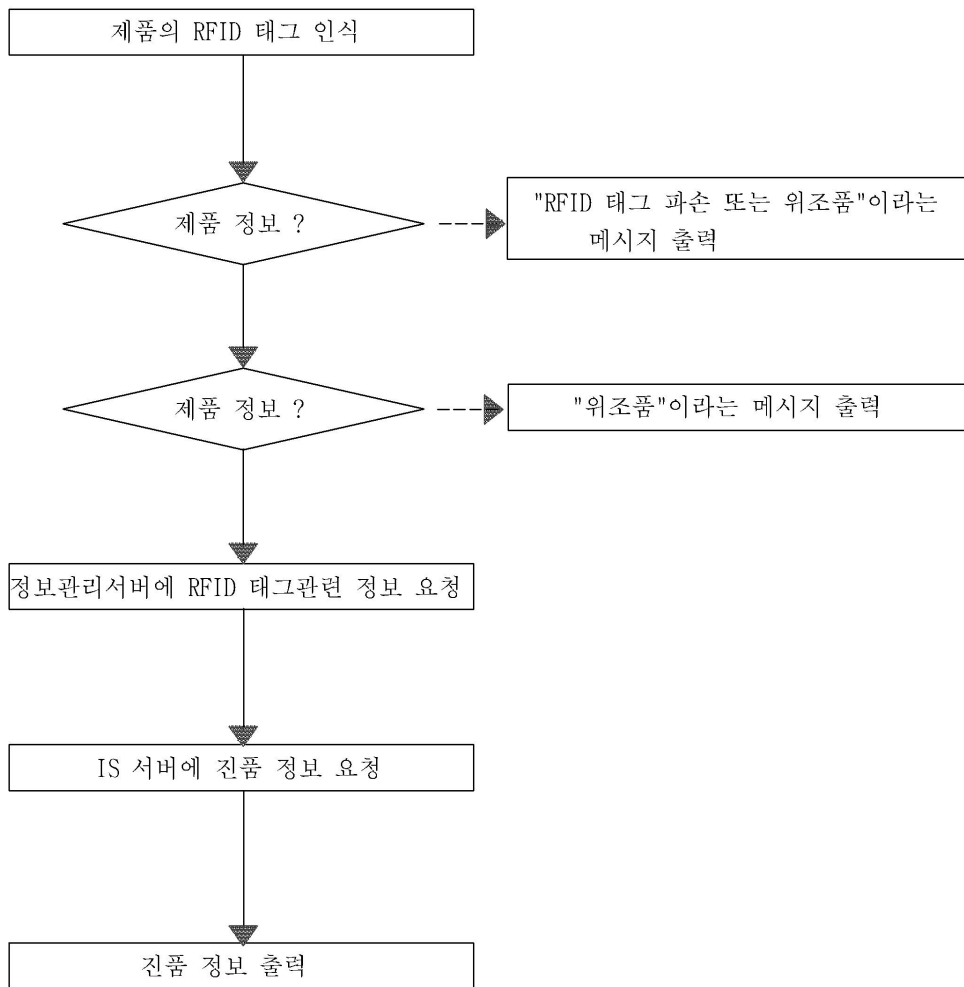 제품의 RFID 태그 인식
제품 정보 ?
"RFID 태그 파손 또는 위조품"이라는
메시지 출력
제품 정보 ?
"위조품"이라는 메시지 출력
정보관리서버에 RFID 태그관련 정보 요청
IS 서버에 진품 정보 요청
진품 정보 출력